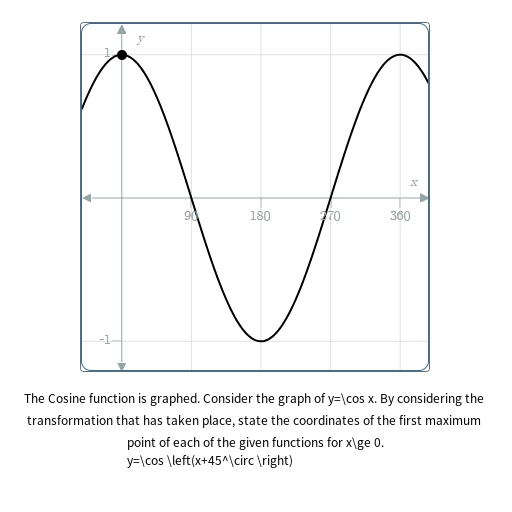 y
1
x
90
180
270
360
-1
The Cosine function is graphed. Consider the graph of y=\cos x. By considering the
transformation that has taken place, state the coordinates of the first maximum
point of each of the given functions for x\ge 0.
y=\cos \left(x+45^\circ \right)